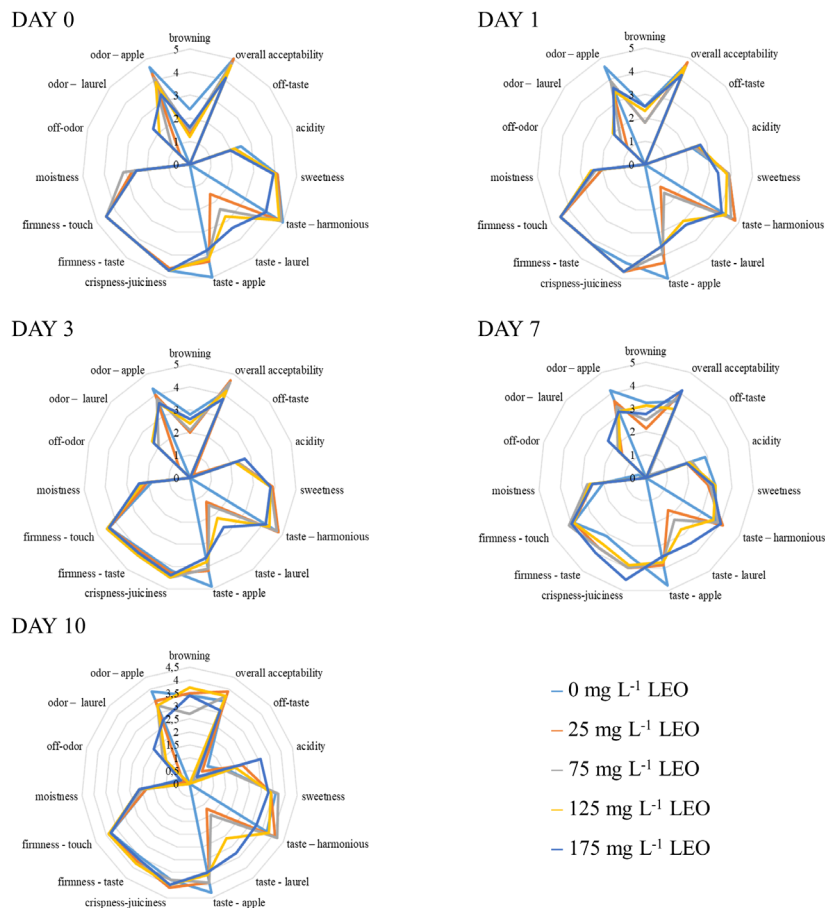 DAY 0
browning
overall acceptability
off-taste
acidity
sweetness
taste – harmonious
taste - laurel
taste - apple
crispness-juiciness
firmness - taste
firmness - touch
moistness
off-odor
odor – laurel
odor – apple
5
4
3
2
1
0
DAY 1
browning
overall acceptability
off-taste
acidity
sweetness
taste – harmonious
taste - laurel
taste - apple
crispness-juiciness
firmness - taste
firmness - touch
moistness
off-odor
odor – laurel
odor – apple
5
4
3
2
1
0
DAY 3
browning
overall acceptability
off-taste
acidity
sweetness
taste – harmonious
taste - laurel
taste - apple
crispness-juiciness
firmness - taste
firmness - touch
moistness
off-odor
odor – laurel
odor – apple
5
4
3
2
1
0
DAY 7
browning
overall acceptability
off-taste
acidity
sweetness
taste – harmonious
taste - laurel
taste - apple
crispness-juiciness
firmness - taste
firmness - touch
moistness
off-odor
odor – laurel
odor – apple
5
4
3
2
1
0
DAY 10
browning
overall acceptability
off-taste
acidity
sweetness
taste – harmonious
taste - laurel
taste - apple
crispness-juiciness
firmness - taste
firmness - touch
moistness
off-odor
odor – laurel
odor – apple
4,5
4
3,5
3
2,5
2
1,5
1
0,5
0
0 mg L⁻¹ LEO
25 mg L⁻¹ LEO
75 mg L⁻¹ LEO
125 mg L⁻¹ LEO
175 mg L⁻¹ LEO